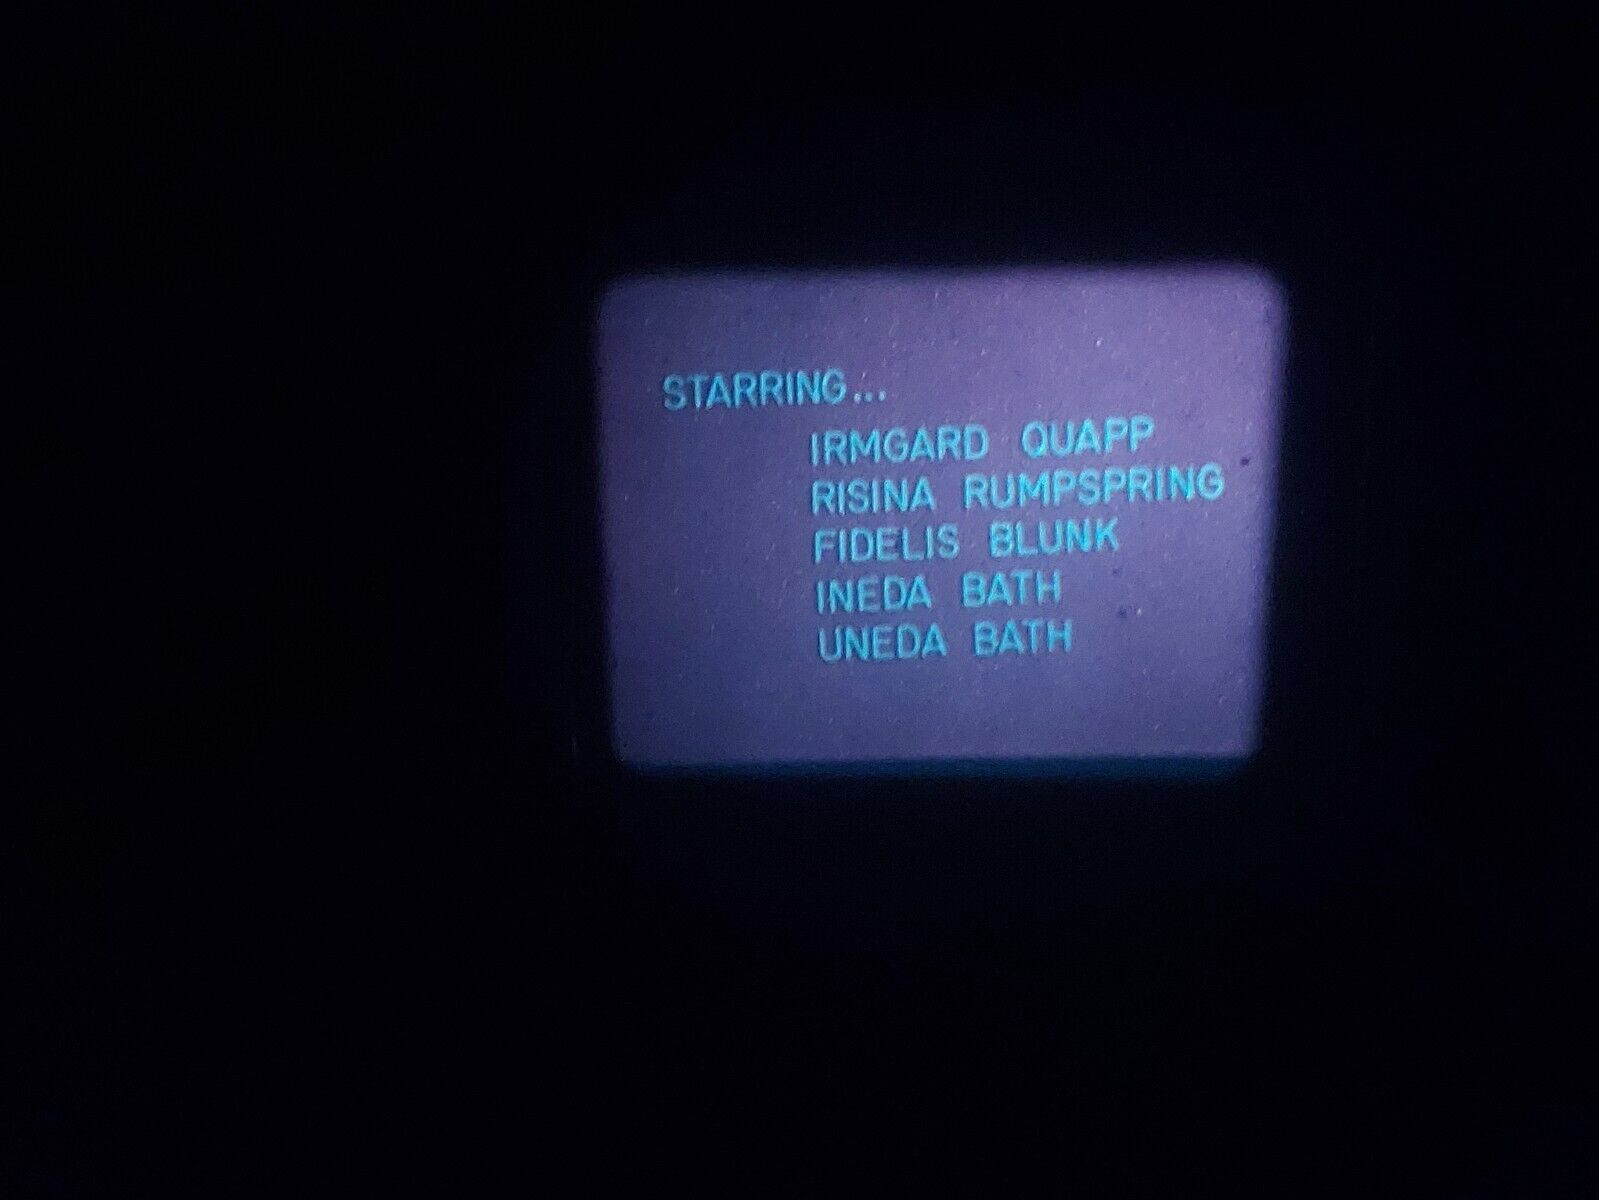 STARRING...
IRMGARD QUAPP
RISINA RUMPSPRING
FIDELIS BLUNK
INEDA BATH
UNEDA BATH